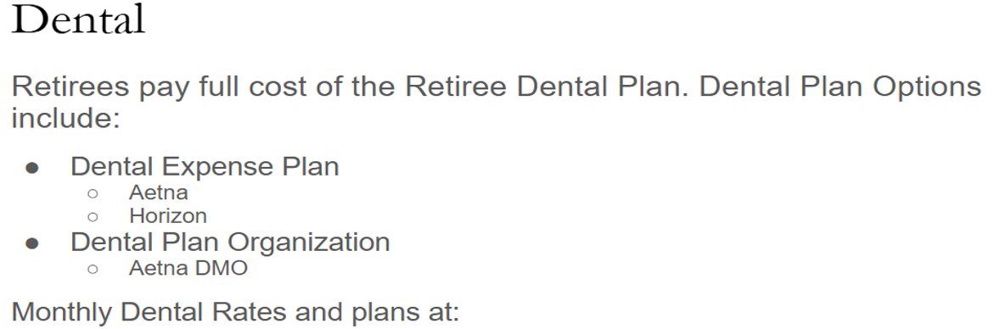 Dental
Retirees pay full cost of the Retiree Dental Plan. Dental Plan Options
include:
● Dental Expense Plan
○ Aetna
○ Horizon
● Dental Plan Organization
○ Aetna DMO
Monthly Dental Rates and plans at: